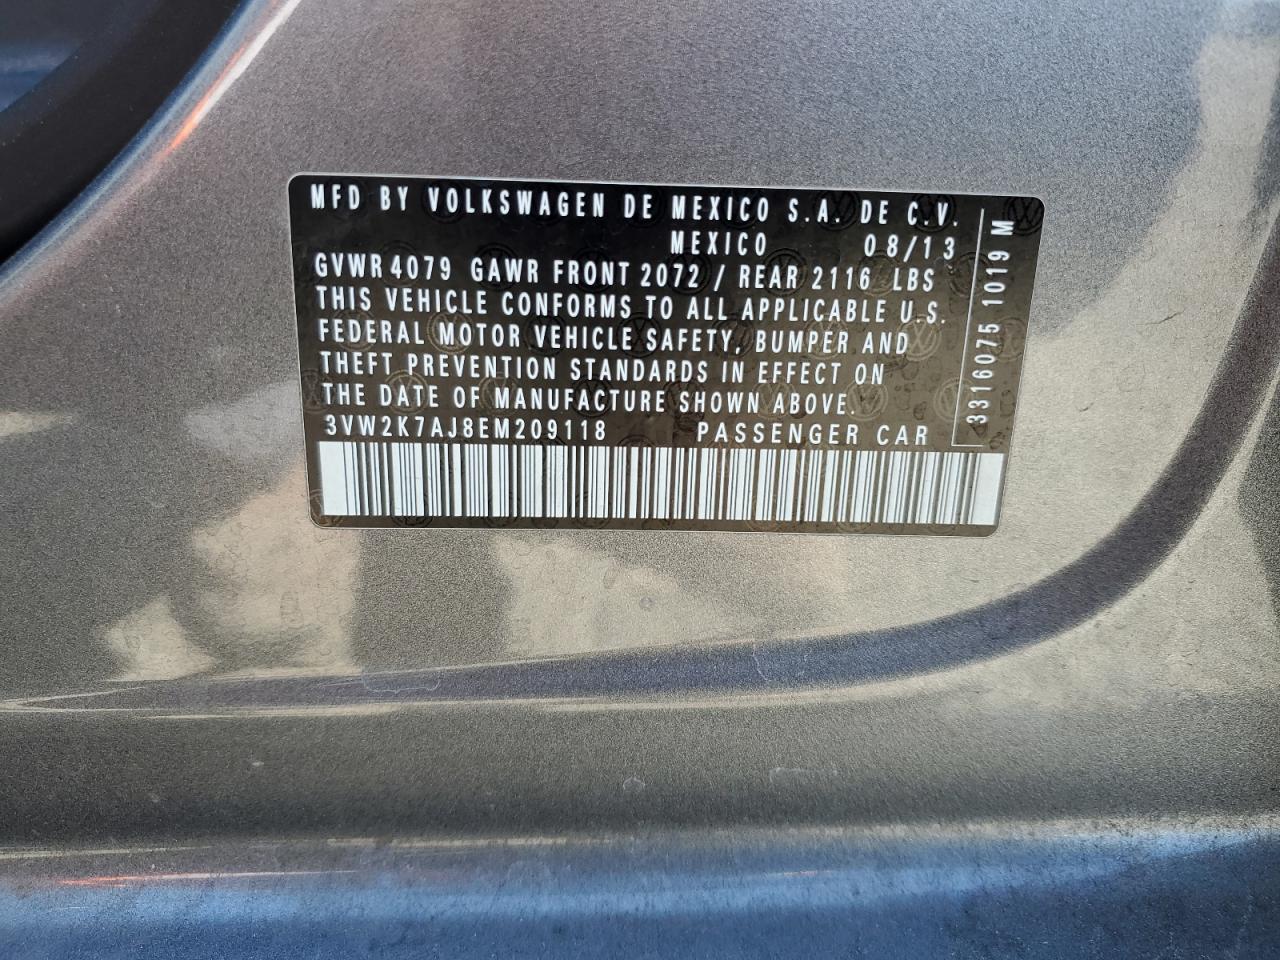 MFD BY VOLKSWAGEN DE MEXICO S.A. DE C.V.
MEXICO 08/13
GVWR 4079 GAWR FRONT 2072 / REAR 2116 LBS
THIS VEHICLE CONFORMS TO ALL APPLICABLE U.S.
FEDERAL MOTOR VEHICLE SAFETY, BUMPER AND
THEFT PREVENTION STANDARDS IN EFFECT ON
THE DATE OF MANUFACTURE SHOWN ABOVE.
3VW2K7AJ8EM209118 PASSENGER CAR
3316075 1019 M